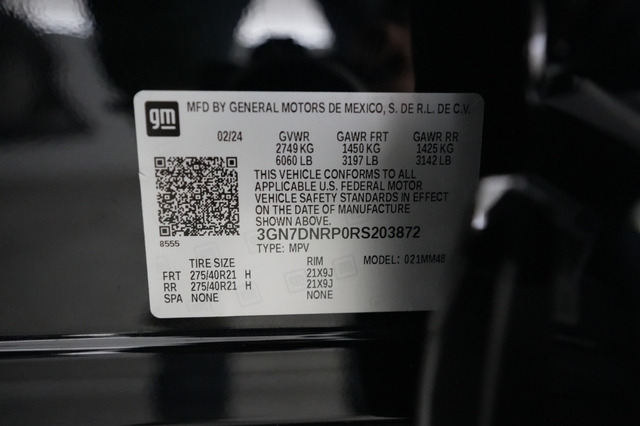 gm MFD BY GENERAL MOTORS DE MEXICO, S. DE R.L. DE C.V.
02/24 GVWR GAWR FRT GAWR RR
2749 KG 1450 KG 1425 KG
6060 LB 3197 LB 3142 LB
THIS VEHICLE CONFORMS TO ALL
APPLICABLE U.S. FEDERAL MOTOR
VEHICLE SAFETY STANDARDS IN EFFECT
ON THE DATE OF MANUFACTURE
SHOWN ABOVE.
3GN7DNRP0RS203872
8555
TYPE: MPV
TIRE SIZE RIM MODEL: 021MM48
FRT 275/40R21 H 21X9J
RR 275/40R21 H 21X9J
SPA NONE NONE